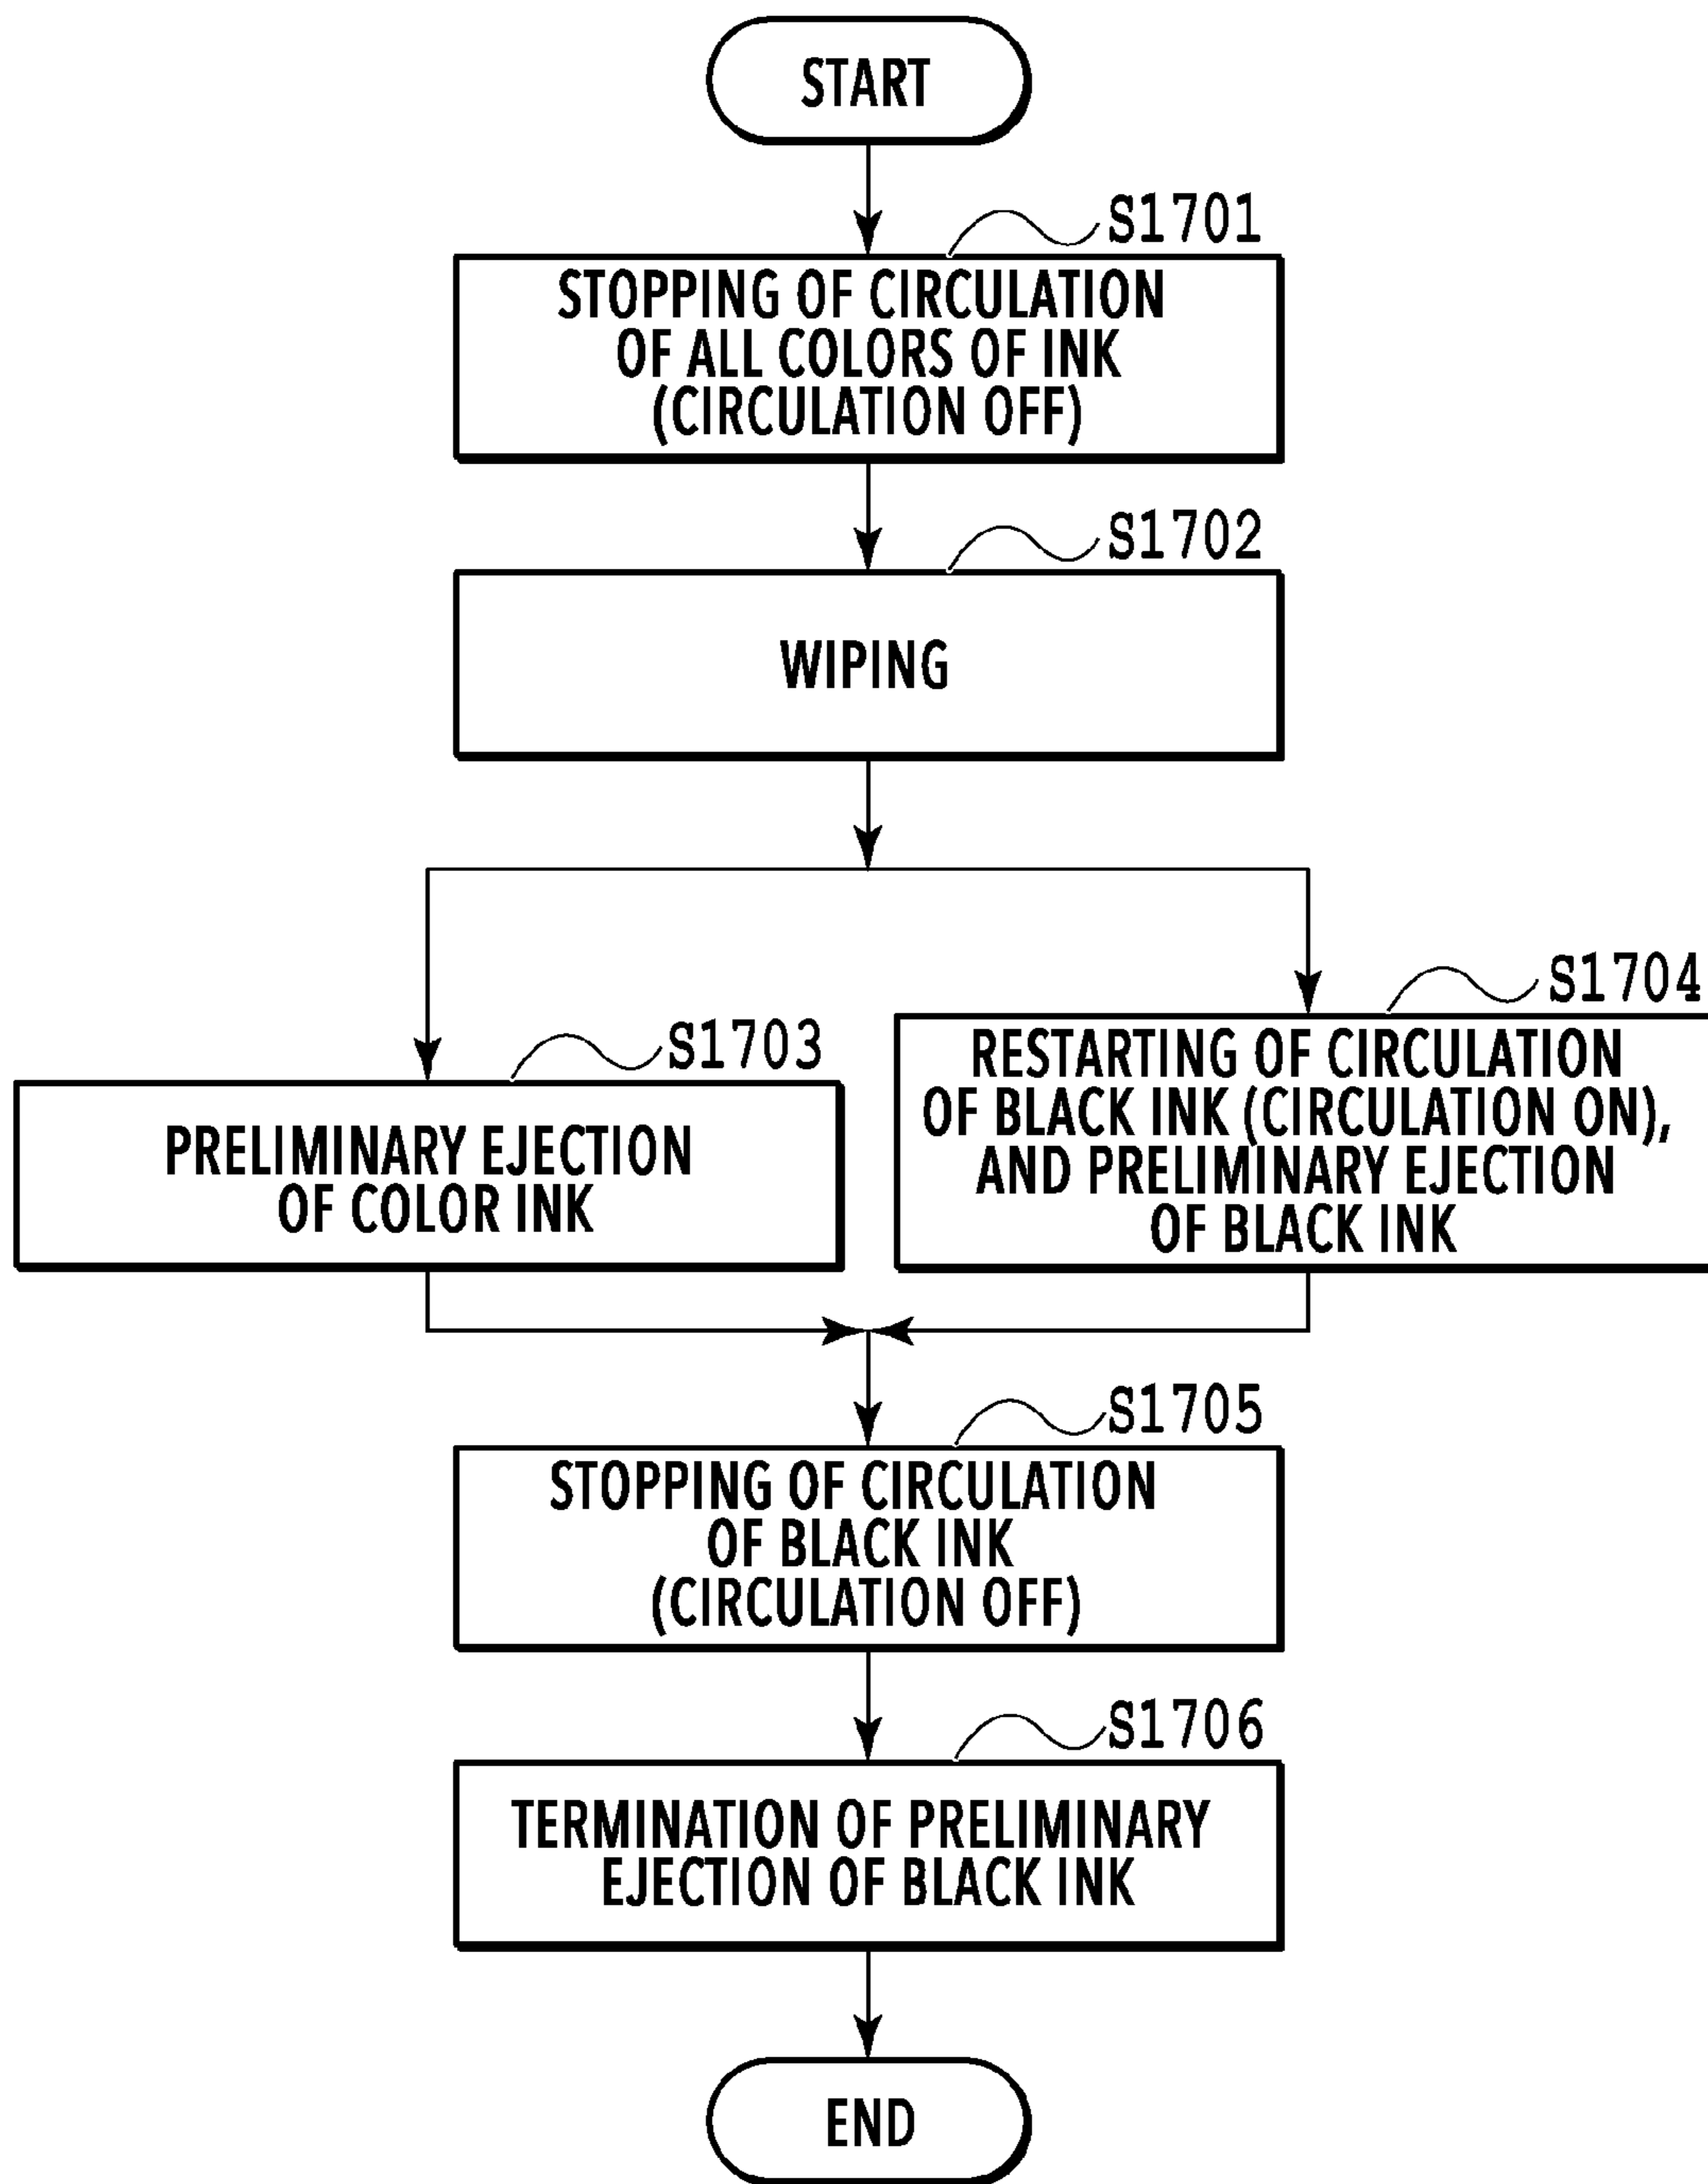 START
S1701
STOPPING OF CIRCULATION
OF ALL COLORS OF INK
(CIRCULATION OFF)
S1702
WIPING
S1703
PRELIMINARY EJECTION
OF COLOR INK
S1704
RESTARTING OF CIRCULATION
OF BLACK INK (CIRCULATION ON),
AND PRELIMINARY EJECTION
OF BLACK INK
S1705
STOPPING OF CIRCULATION
OF BLACK INK
(CIRCULATION OFF)
S1706
TERMINATION OF PRELIMINARY
EJECTION OF BLACK INK
END